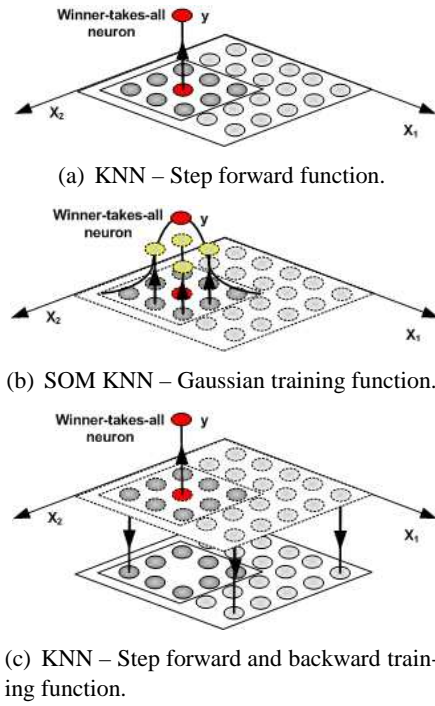 Winner-takes-all
neuron
y
X2
X1
(a) KNN – Step forward function.
Winner-takes-all
neuron
y
X2
X1
(b) SOM KNN – Gaussian training function.
Winner-takes-all
neuron
y
X2
X1
(c) KNN – Step forward and backward train-
ing function.